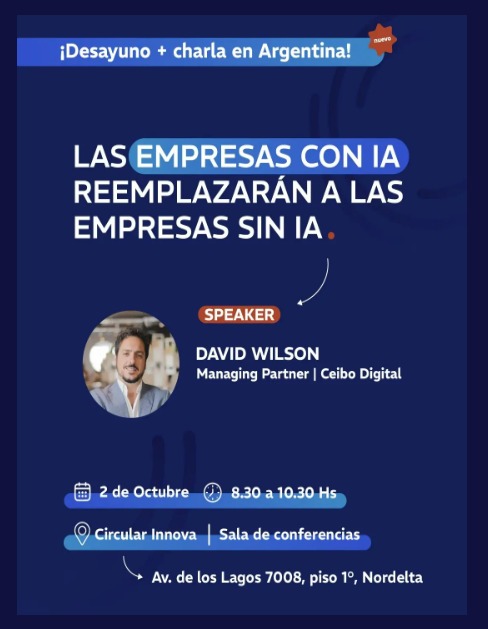 ¡Desayuno + charla en Argentina!
nuevo
LAS EMPRESAS CON IA
REEMPLAZARÁN A LAS
EMPRESAS SIN IA.
SPEAKER
DAVID WILSON
Managing Partner | Ceibo Digital
2 de Octubre 8.30 a 10.30 Hs
Circular Innova | Sala de conferencias
Av. de los Lagos 7008, piso 1º, Nordelta